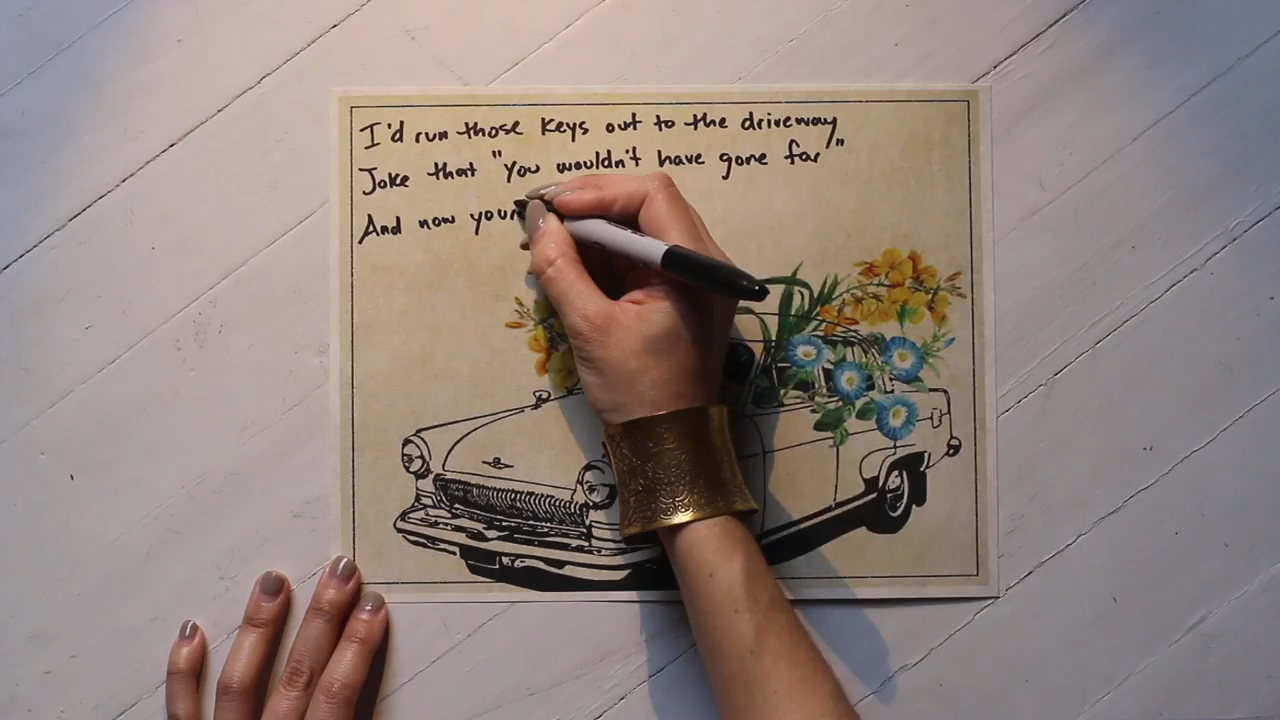 I'd run those keys out to the driveway
Joke that "You wouldn't have gone far"
And now your